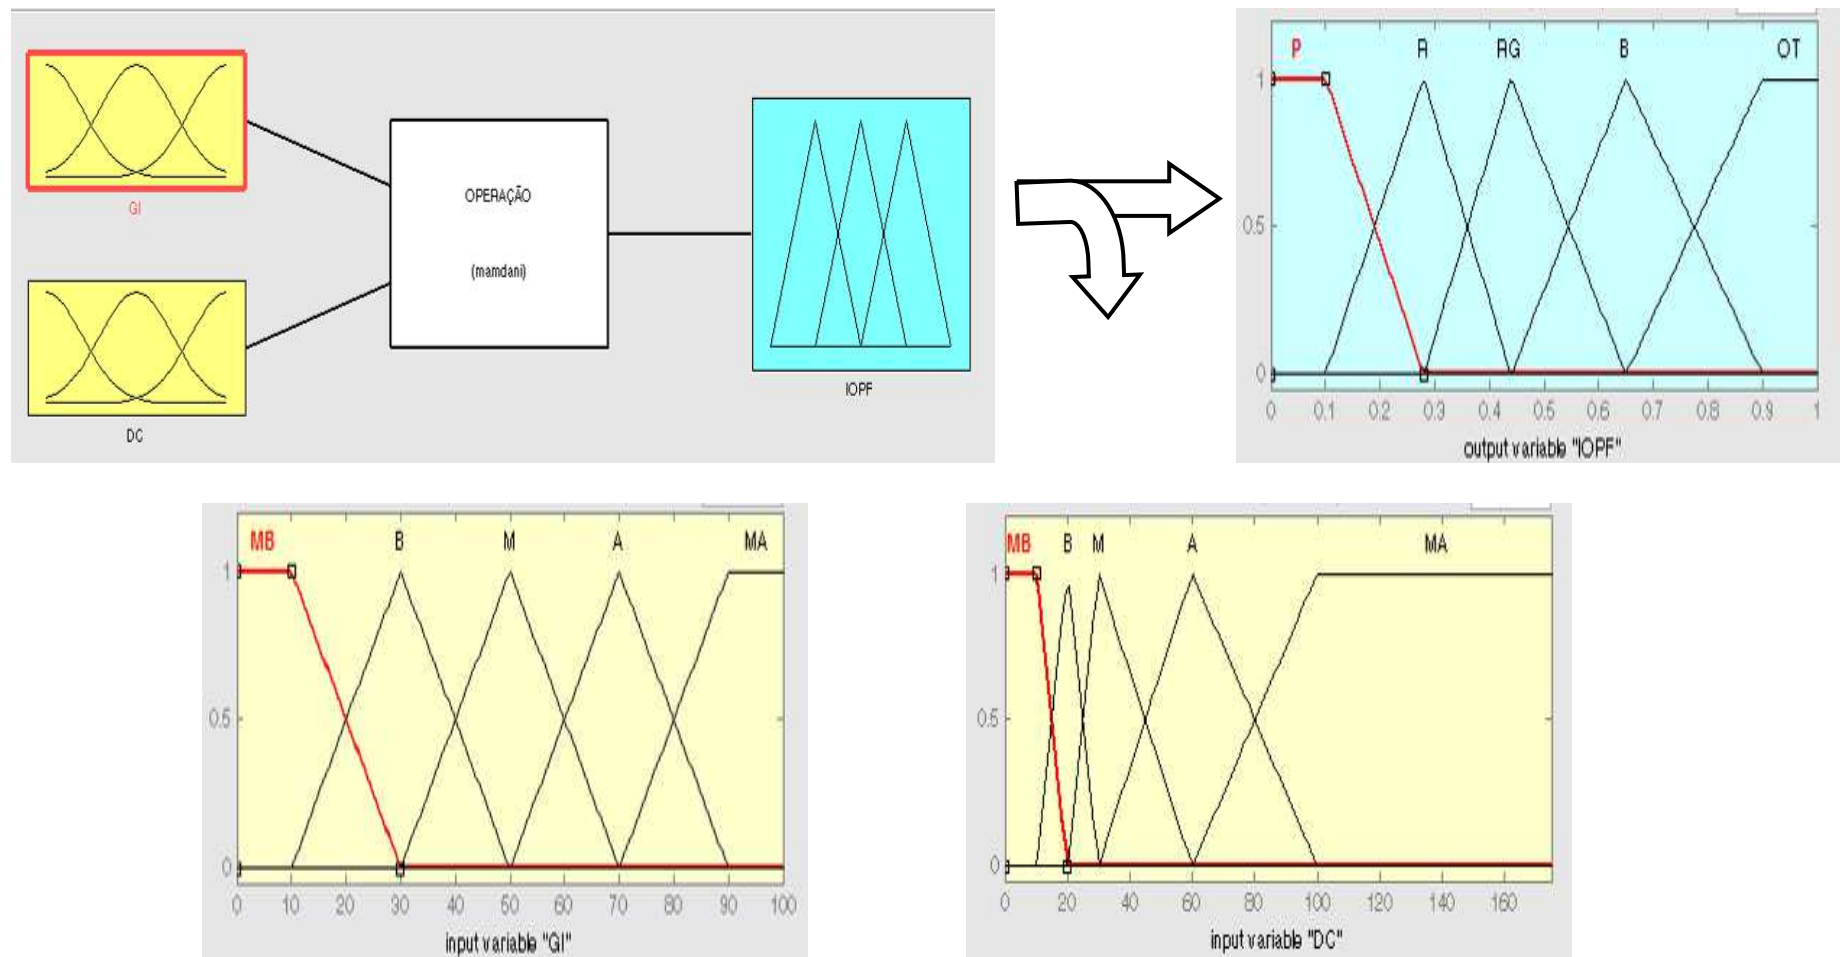 GI
DC
OPERAÇÃO
(mamdani)
IOPF
P R RG B OT
1
0.5
0
0 0.1 0.2 0.3 0.4 0.5 0.6 0.7 0.8 0.9 1
output variable "IOPF"
MB B M A MA
1
0.5
0
0 10 20 30 40 50 60 70 80 90 100
input variable "GI"
MB B M A MA
1
0.5
0
0 20 40 60 80 100 120 140 160
input variable "DC"